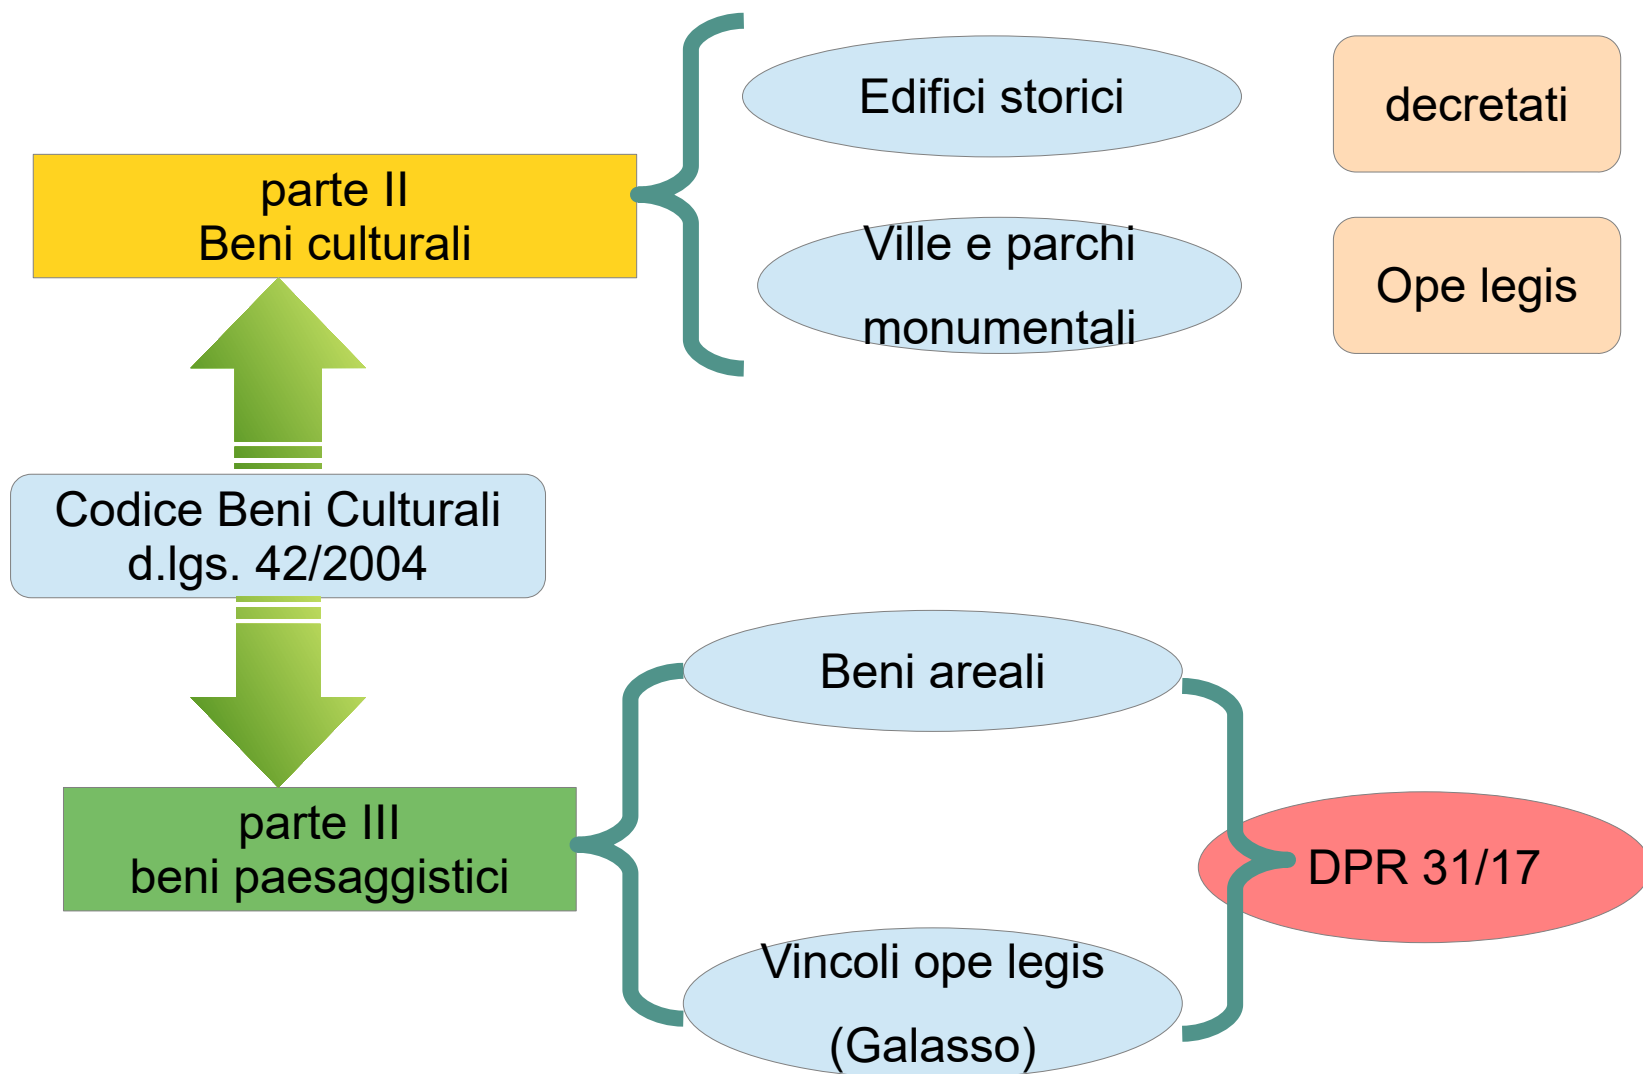 Edifici storici
decretati
parte II
Beni culturali
Ville e parchi
monumentali
Ope legis
Codice Beni Culturali
d.lgs. 42/2004
Beni areali
parte III
beni paesaggistici
DPR 31/17
Vincoli ope legis
(Galasso)